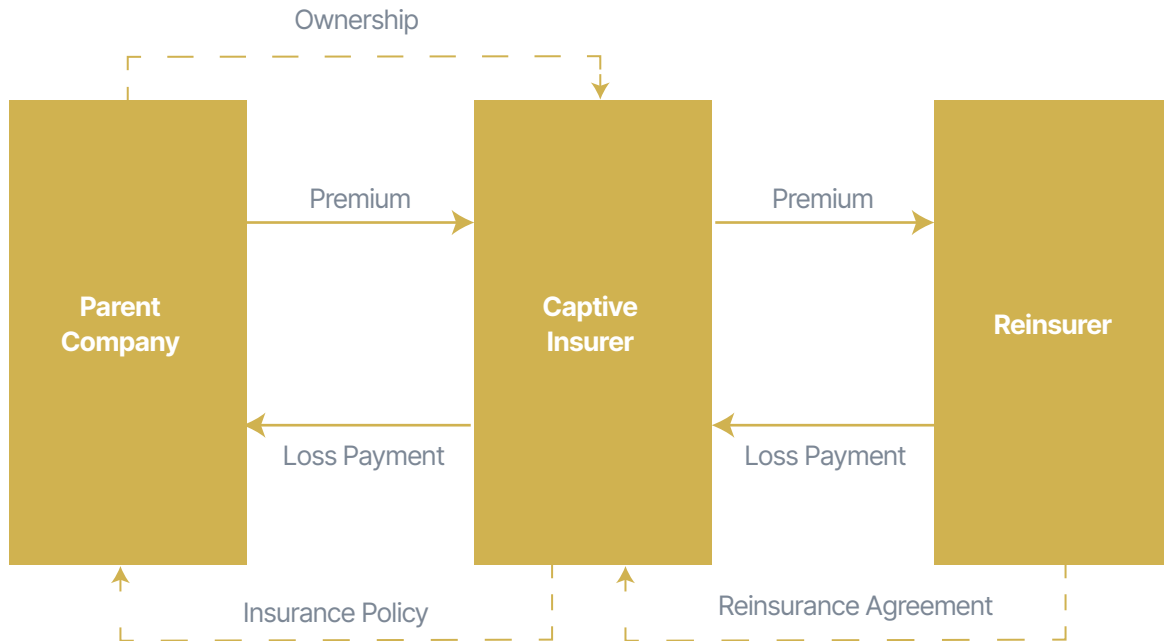 Ownership
Premium
Premium
Parent
Company
Captive
Insurer
Reinsurer
Loss Payment
Loss Payment
Insurance Policy
Reinsurance Agreement